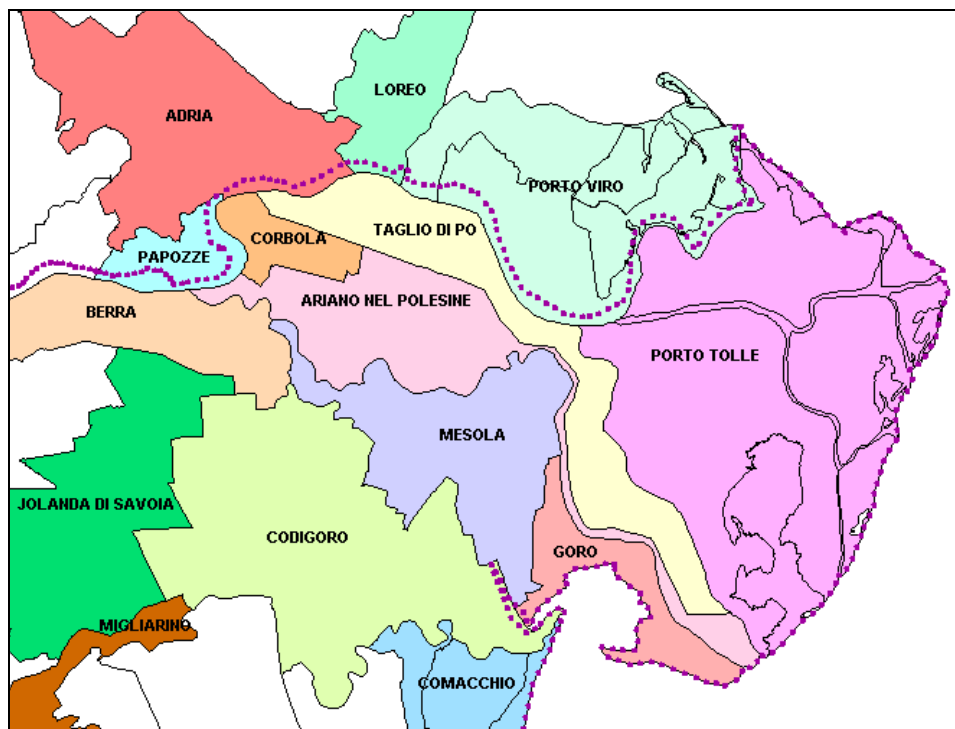 LOREO
ADRIA
PORTO VIRO
TAGLIO DI PO
CORBOLA
PAPOZZE
ARIANO NEL POLESINE
BERRA
PORTO TOLLE
MESOLA
JOLANDA DI SAVOIA
CODIGORO
GORO
MIGLIARINO
COMACCHIO